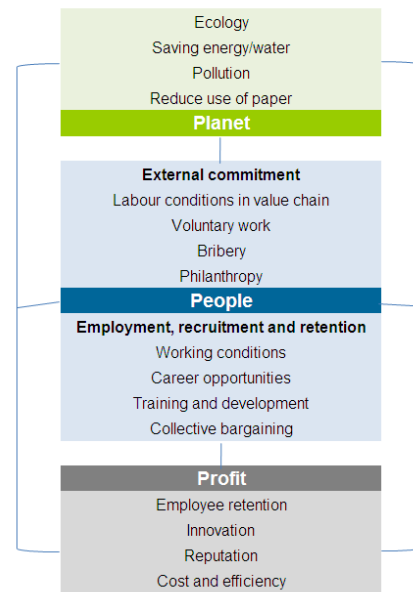 Ecology
Saving energy/water
Pollution
Reduce use of paper
Planet
External commitment
Labour conditions in value chain
Voluntary work
Bribery
Philanthropy
People
Employment, recruitment and retention
Working conditions
Career opportunities
Training and development
Collective bargaining
Profit
Employee retention
Innovation
Reputation
Cost and efficiency